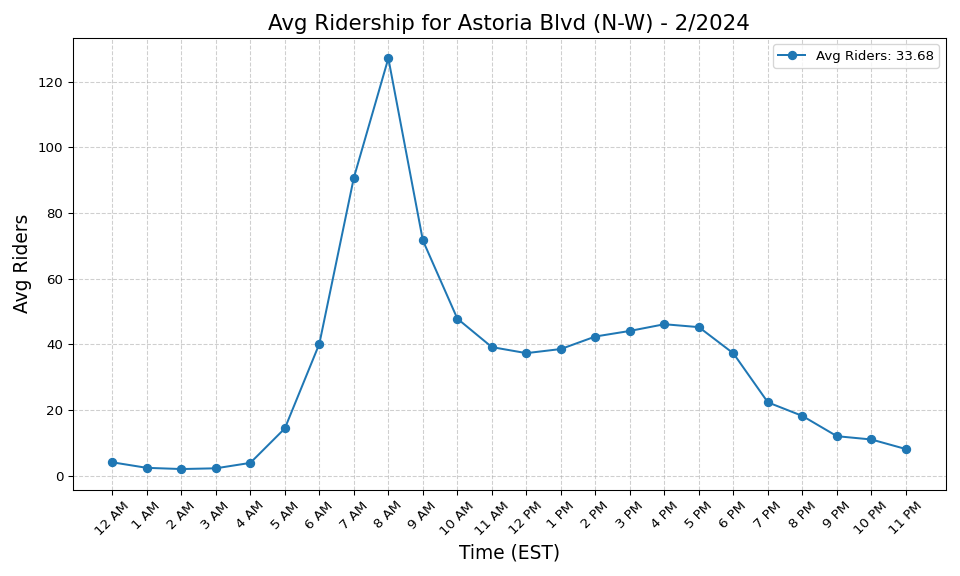 Avg Ridership for Astoria Blvd (N-W) - 2/2024
Avg Riders: 33.68
Avg Riders
120
100
80
60
40
20
0
12 AM
1 AM
2 AM
3 AM
4 AM
5 AM
6 AM
7 AM
8 AM
9 AM
10 AM
11 AM
12 PM
1 PM
2 PM
3 PM
4 PM
5 PM
6 PM
7 PM
8 PM
9 PM
10 PM
11 PM
Time (EST)